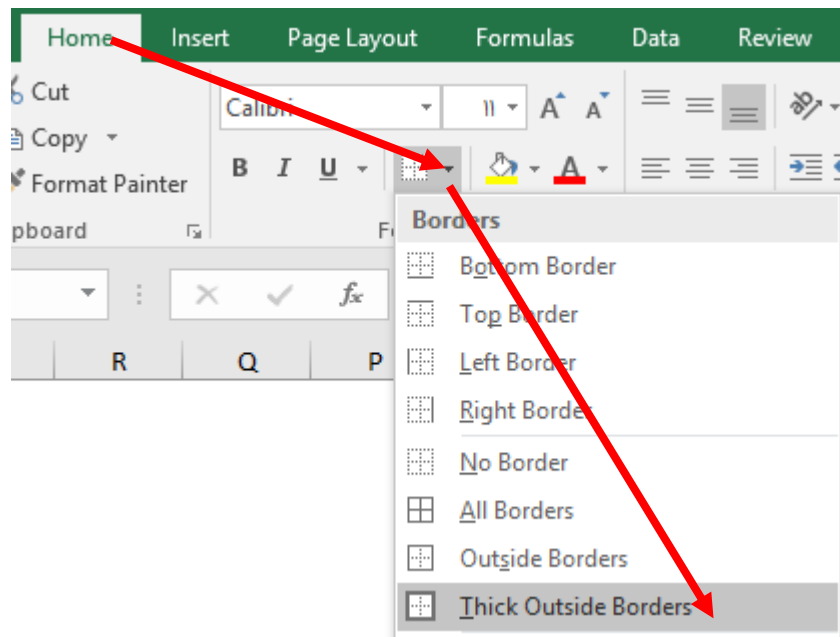 Home Insert Page Layout Formulas Data Review
Cut
Calibri 11 A A
Copy
B I U A
Format Painter
pboard
Borders
Bottom Border
fx
Top Border
R Q P
Left Border
Right Border
No Border
All Borders
Outside Borders
Thick Outside Borders